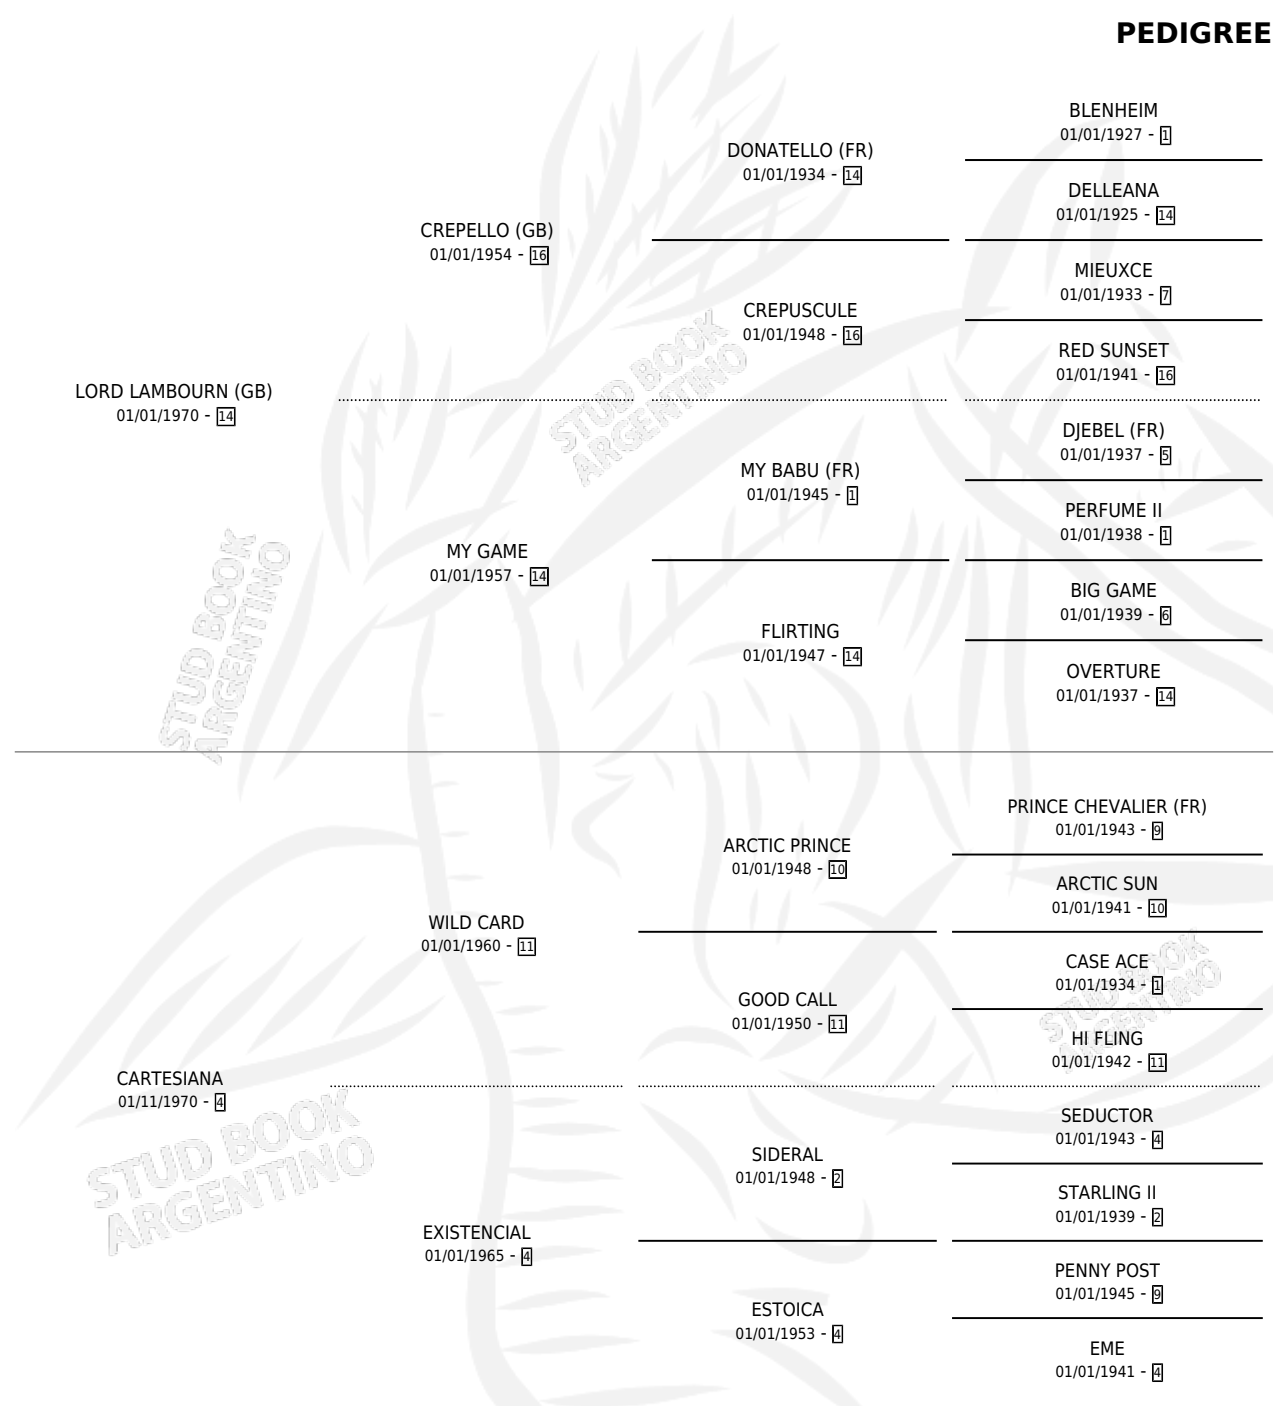 PEDIGREE
BLENHEIM
01/01/1927 - 1
DONATELLO (FR)
01/01/1934 - 14
DELLEANA
01/01/1925 - 14
CREPELLO (GB)
01/01/1954 - 16
MIEUXCE
01/01/1933 - 7
CREPUSCULE
01/01/1948 - 16
RED SUNSET
01/01/1941 - 16
LORD LAMBOURN (GB)
01/01/1970 - 14
DJEBEL (FR)
01/01/1937 - 5
MY BABU (FR)
01/01/1945 - 1
PERFUME II
01/01/1938 - 1
MY GAME
01/01/1957 - 14
BIG GAME
01/01/1939 - 6
FLIRTING
01/01/1947 - 14
OVERTURE
01/01/1937 - 14
PRINCE CHEVALIER (FR)
01/01/1943 - 9
ARCTIC PRINCE
01/01/1948 - 10
ARCTIC SUN
01/01/1941 - 10
WILD CARD
01/01/1960 - 11
CASE ACE
01/01/1934 - 1
GOOD CALL
01/01/1950 - 11
HI FLING
01/01/1942 - 11
CARTESIANA
01/11/1970 - 4
SEDUCTOR
01/01/1943 - 4
SIDERAL
01/01/1948 - 2
STARLING II
01/01/1939 - 2
EXISTENCIAL
01/01/1965 - 4
PENNY POST
01/01/1945 - 9
ESTOICA
01/01/1953 - 4
EME
01/01/1941 - 4
STUD BOOK
ARGENTINO
STUD BOOK
ARGENTINO
STUD BOOK
ARGENTINO
STUD BOOK
ARGENTINO